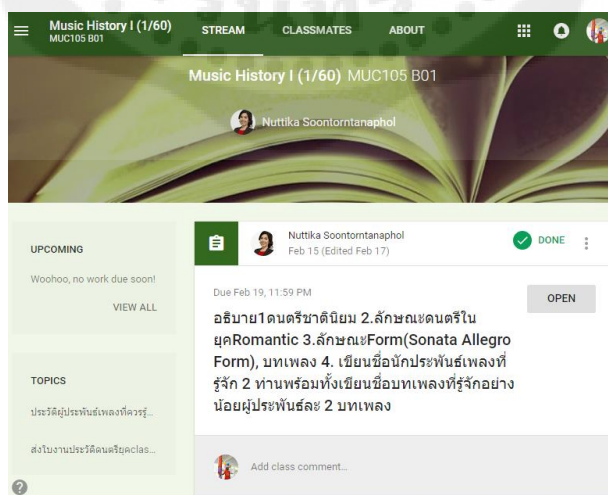 Music History I (1/60)
MUC105 B01
STREAM
CLASSMATES
ABOUT
Music History I (1/60) MUC105 B01
Nuttika Soontorntanaphol
UPCOMING
Woohoo, no work due soon!
VIEW ALL
TOPICS
ประวัติผู้ประพันธ์เพลงที่ควรรู้...
ส่งใบงานประวัติดนตรียุคclas...
Nuttika Soontorntanaphol
Feb 15 (Edited Feb 17)
DONE
Due Feb 19, 11:59 PM
OPEN
อธิบาย1ดนตรีชาตินิยม 2.ลักษณะดนตรีใน
ยุคRomantic 3.ลักษณะForm(Sonata Allegro
Form), บทเพลง 4. เขียนชื่อนักประพันธ์เพลงที่
รู้จัก 2 ท่านพร้อมทั้งเขียนชื่อบทเพลงที่รู้จักอย่าง
น้อยผู้ประพันธ์ละ 2 บทเพลง
Add class comment...